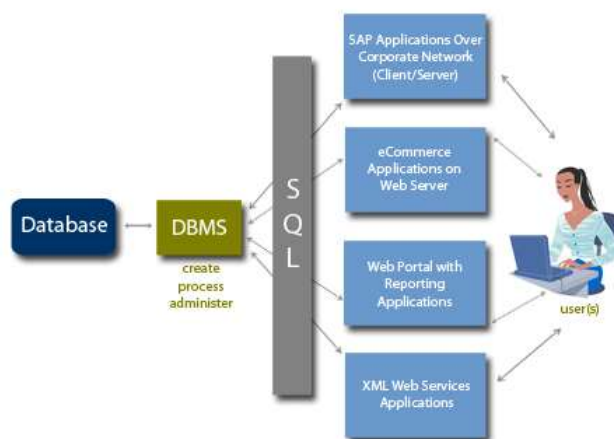 SAP Applications Over
Corporate Network
(Client/Server)
eCommerce
Applications on
Web Server
S
Q
L
Database
DBMS
create
process
administer
Web Portal with
Reporting
Applications
user(s)
XML Web Services
Applications